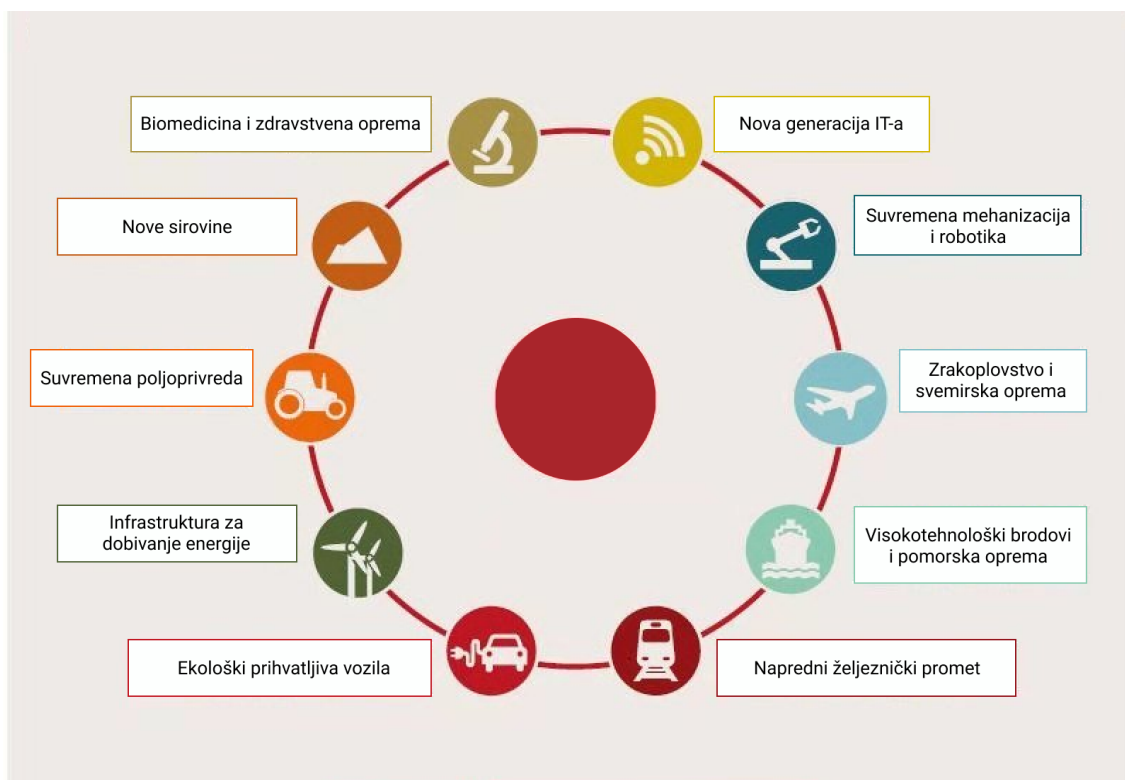 Biomedicina i zdravstvena oprema
Nova generacija IT-a
Nove sirovine
Suvremena mehanizacija
i robotika
Suvremena poljoprivreda
Zrakoplovstvo i
svemirska oprema
Infrastruktura za
dobivanje energije
Visokotehnološki brodovi
i pomorska oprema
Ekološki prihvatljiva vozila
Napredni željeznički promet